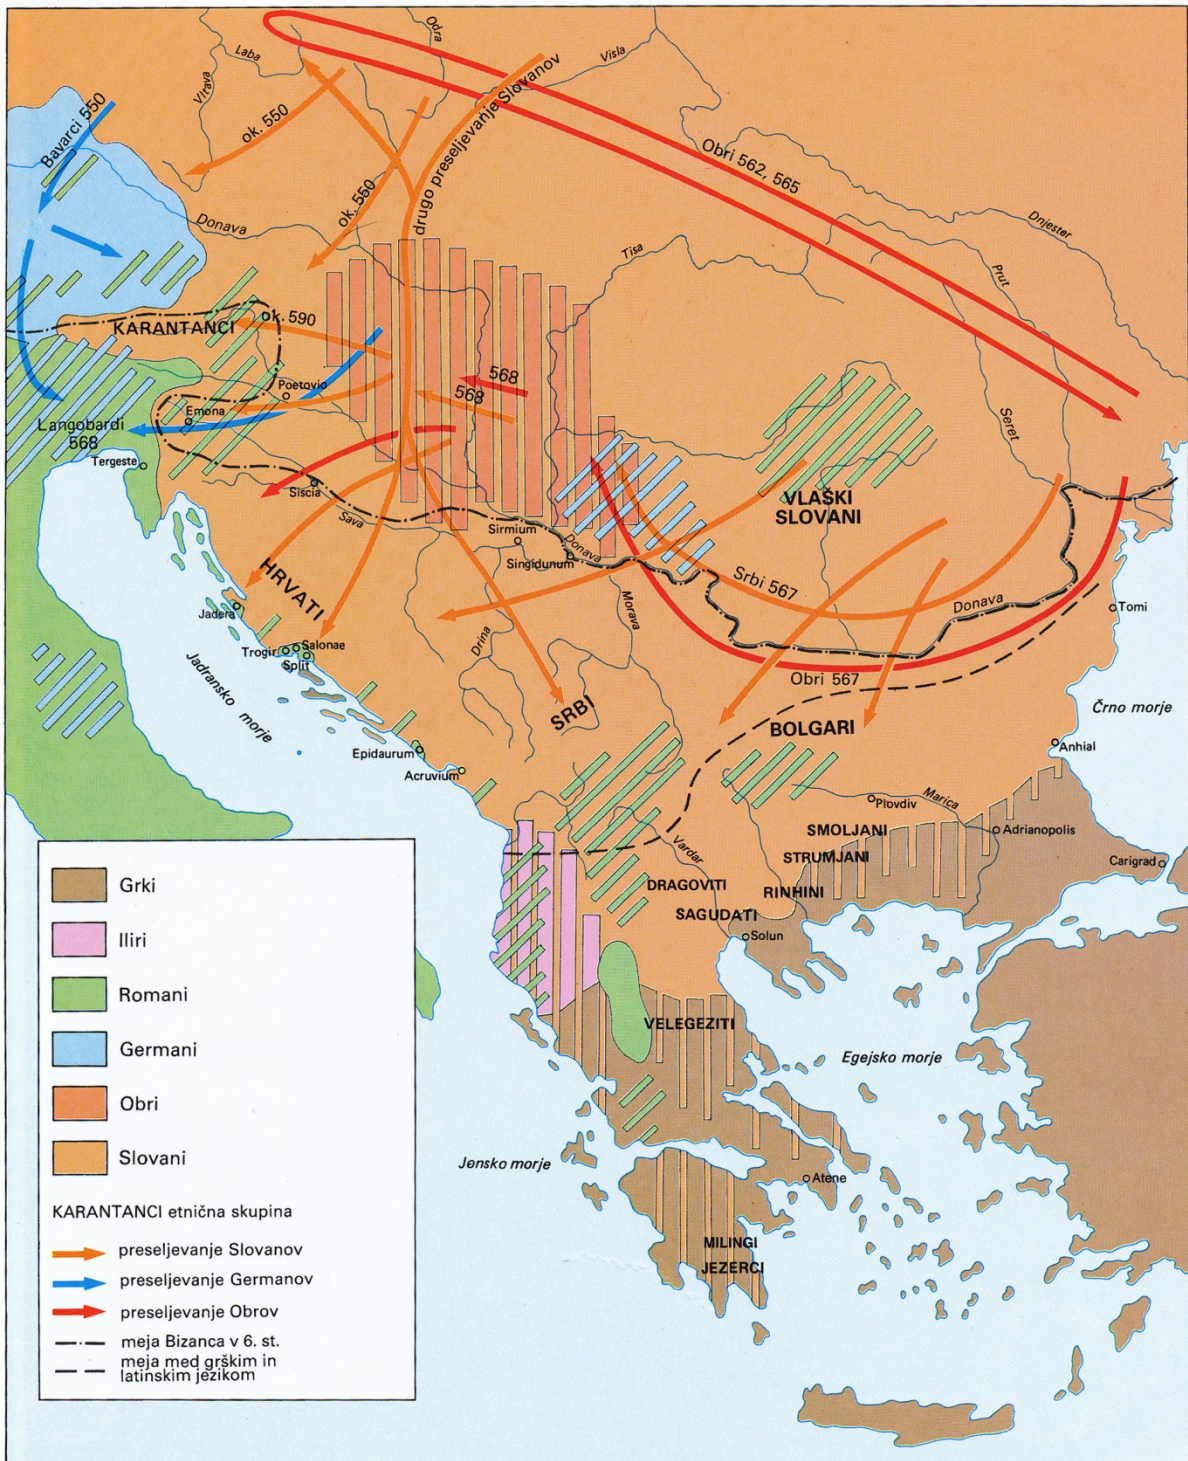 Laba
Odra
Visla
Vltava
Bavarci 550
ok. 550
ok. 550
drugo preseljevanje Slovanov
Obri 562, 565
Donava
Tisa
Dnjester
Prut
KARANTANCI
ok. 590
Poetovio
568
568
Seret
Emona
Langobardi
568
Tergeste
Siscia
Sava
VLAŠKI
SLOVANI
Sirmium
Donava
Singidunum
HRVATI
Srbi 567
Donava
Jadera
Morava
Tomi
Trogir
Salonae
Split
Drina
Obri 567
Jadransko morje
SRBI
BOLGARI
Črno morje
Epidaurum
Acruvium
Anhial
Plovdiv
Marica
SMOLJANI
Adrianopolis
Vardar
STRUMJANI
Carigrad
DRAGOVITI
RINHINI
SAGUDATI
Solun
VELEGEZITI
Egejsko morje
Jonsko morje
Atene
MILINGI
JEZERCI
Grki
Iliri
Romani
Germani
Obri
Slovani
KARANTANCI etnična skupina
preseljevanje Slovanov
preseljevanje Germanov
preseljevanje Obrov
meja Bizanca v 6. st.
meja med grškim in
latinskim jezikom